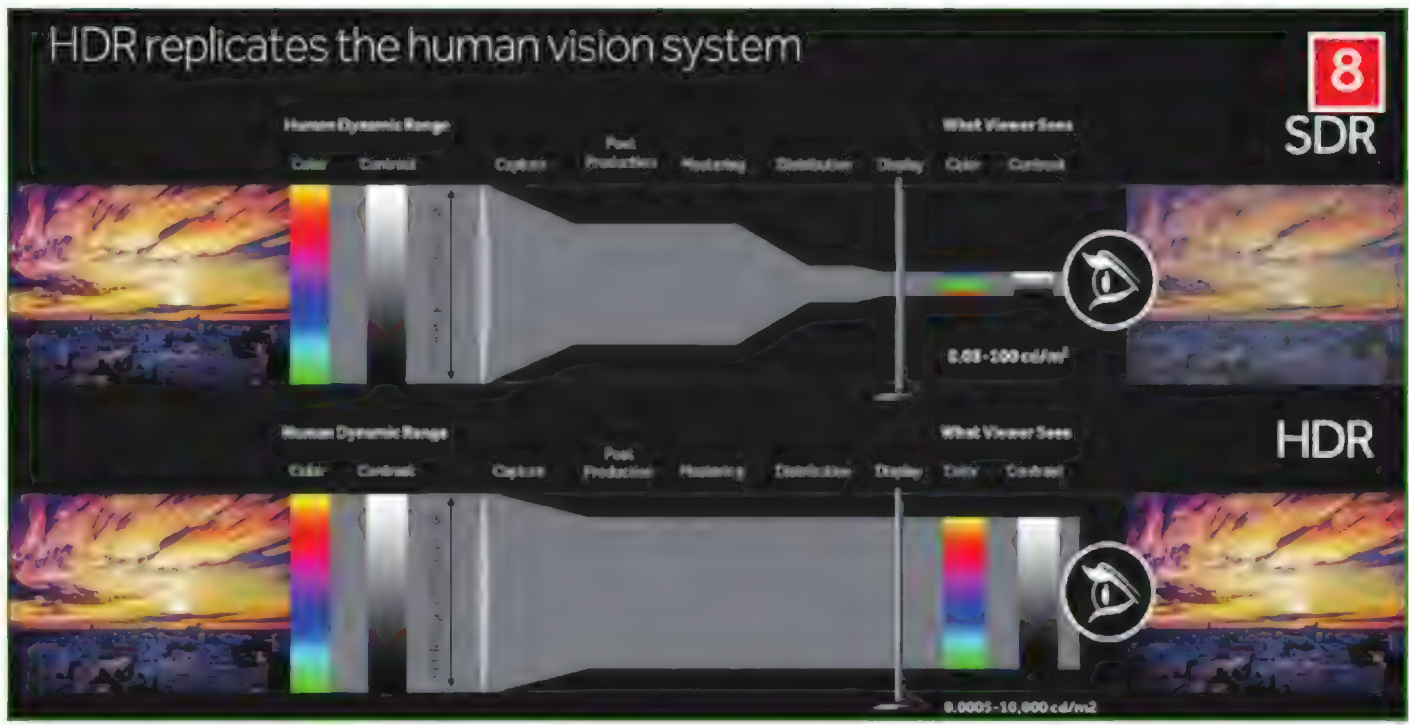 HDR replicates the human vision system
8
SDR
Human Dynamic Range
What Viewer Sees
Color Contrast Capture Post Production Mastering Distribution Display Color Contrast
0.03-100 cd/m²
HDR
Human Dynamic Range
What Viewer Sees
Color Contrast Capture Post Production Mastering Distribution Display Color Contrast
0.0005-10,000 cd/m2